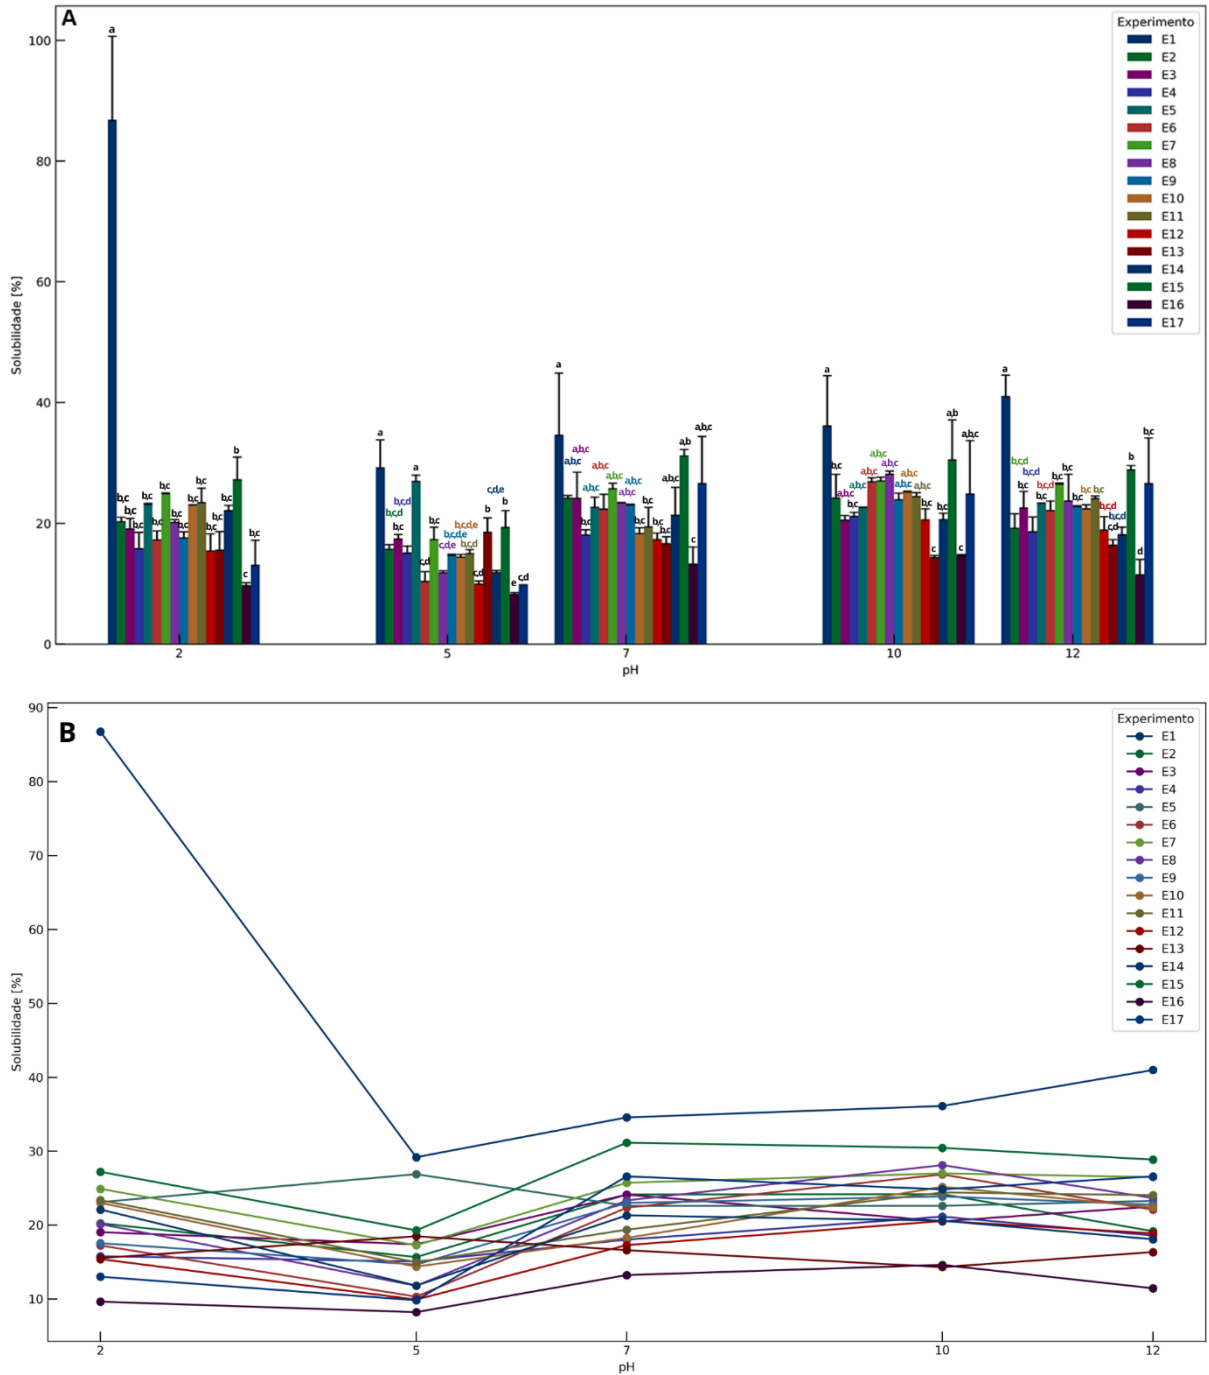 A
Experimento
E1
E2
E3
E4
E5
E6
E7
E8
E9
E10
E11
E12
E13
E14
E15
E16
E17
Solubilidade [%]
100
80
60
40
20
0
a
b,c
b,c
b,c
b,c
b,c
b,c
b,c
b,c
b,c
b,c
b,c
b,c
b
c
b,c
a
b,c,d
b,c
b,c,d
a
c,d
b,c
c,d,e
b,c,d,e
b,c,d,e
b,c,d
c,d
b
c,d,e
b
e
c,d
a
a,b,c
a,b,c
b,c
a,b,c
a,b,c
a,b,c
a,b,c
a,b,c
b,c
b,c
b,c
b,c
a,b,c
a,b
c
a,b,c
a
b,c
a,b,c
b,c
a,b,c
a,b,c
a,b,c
a,b,c
a,b,c
a,b,c
a,b,c
b,c
c
b,c
a,b
c
a,b,c
a
b,c,d
b,c
b,c,d
b,c
b,c,d
b,c
b,c
b,c
b,c
b,c
b,c,d
c,d
b,c,d
b
d
b,c
2
5
7
10
12
pH
B
Experimento
E1
E2
E3
E4
E5
E6
E7
E8
E9
E10
E11
E12
E13
E14
E15
E16
E17
Solubilidade [%]
90
80
70
60
50
40
30
20
10
2
5
7
10
12
pH